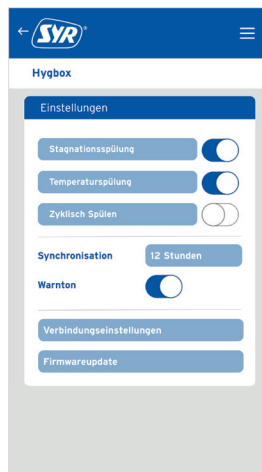 SYR®
Hygbox
Einstellungen
Stagnationsspülung
Temperaturspülung
Zyklisch Spülen
Synchronisation 12 Stunden
Warnton
Verbindungseinstellungen
Firmwareupdate